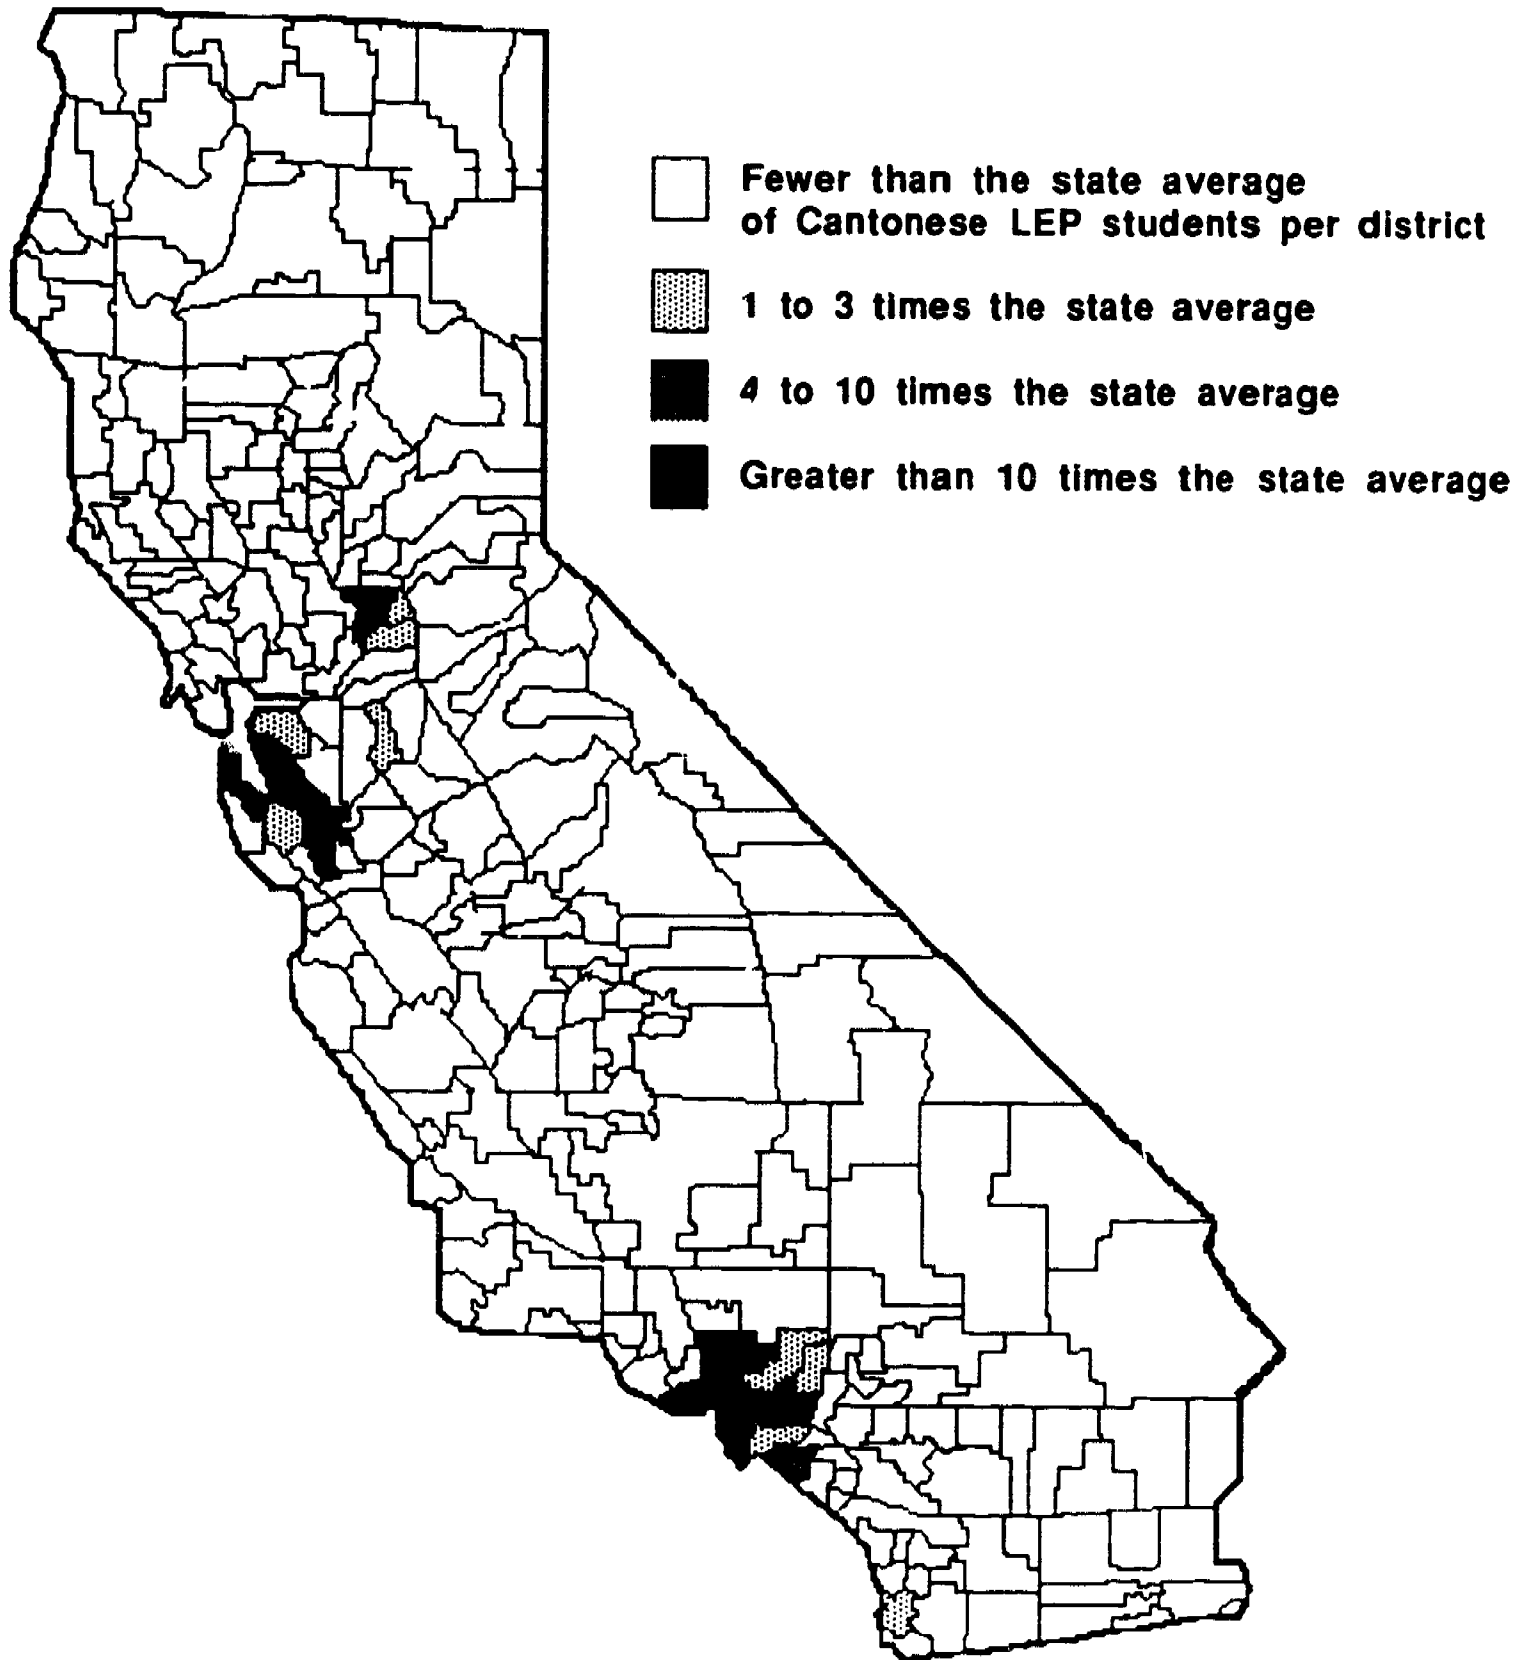 Fewer than the state average
of Cantonese LEP students per district
1 to 3 times the state average
4 to 10 times the state average
Greater than 10 times the state average